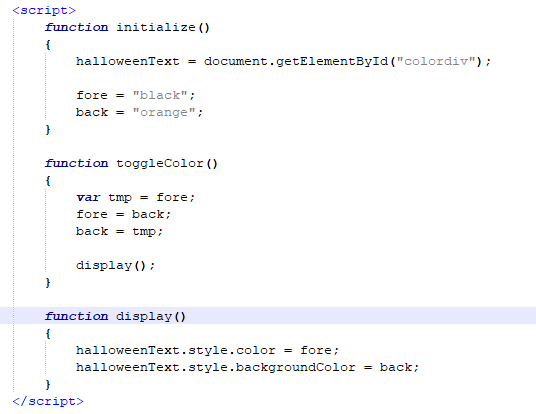 <script>
function initialize()
{
halloweenText = document.getElementById("colordiv");
fore = "black";
back = "orange";
}
function toggleColor()
{
var tmp = fore;
fore = back;
back = tmp;
display();
}
function display()
{
halloweenText.style.color = fore;
halloweenText.style.backgroundColor = back;
}
</script>